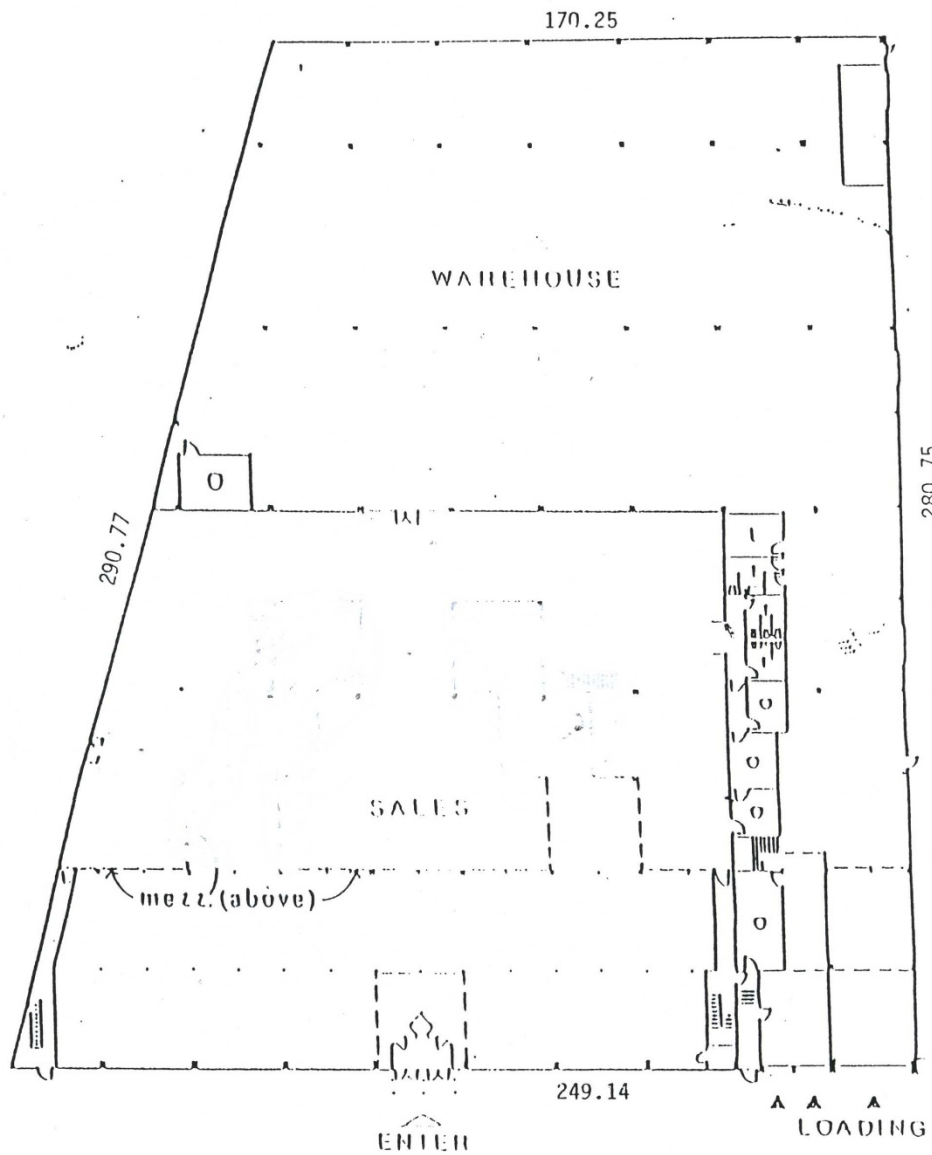 170.25
WAREHOUSE
O
M
280.75
290.77
W
M
O
O
O
SALES
mezz.(above)
O
249.14
ENTER
LOADING